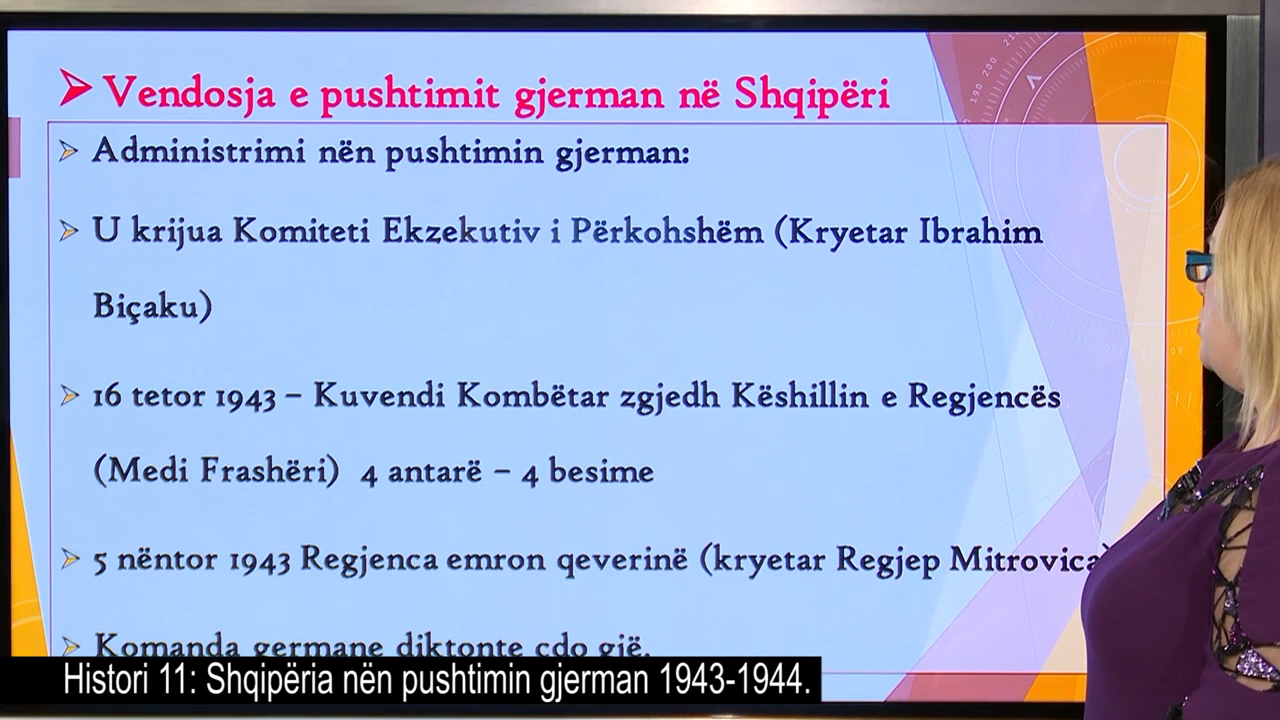 Vendosja e pushtimit gjerman në Shqipëri
Administrimi nën pushtimin gjerman:
U krijua Komiteti Ekzekutiv i Përkohshëm (Kryetar Ibrahim
Biçaku)
16 tetor 1943 – Kuvendi Kombëtar zgjedh Këshillin e Regjencës
(Medi Frashëri) 4 antarë – 4 besime
5 nëntor 1943 Regjenca emron qeverinë (kryetar Regjep Mitrovica)
Komanda germane diktonte çdo gjë.
Histori 11: Shqipëria nën pushtimin gjerman 1943-1944.